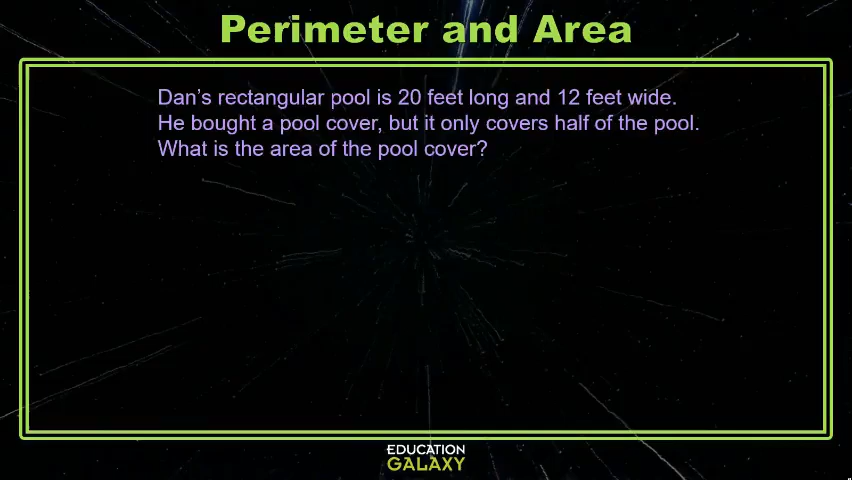 Perimeter and Area
Dan’s rectangular pool is 20 feet long and 12 feet wide.
He bought a pool cover, but it only covers half of the pool.
What is the area of the pool cover?
EDUCATION
GALAXY